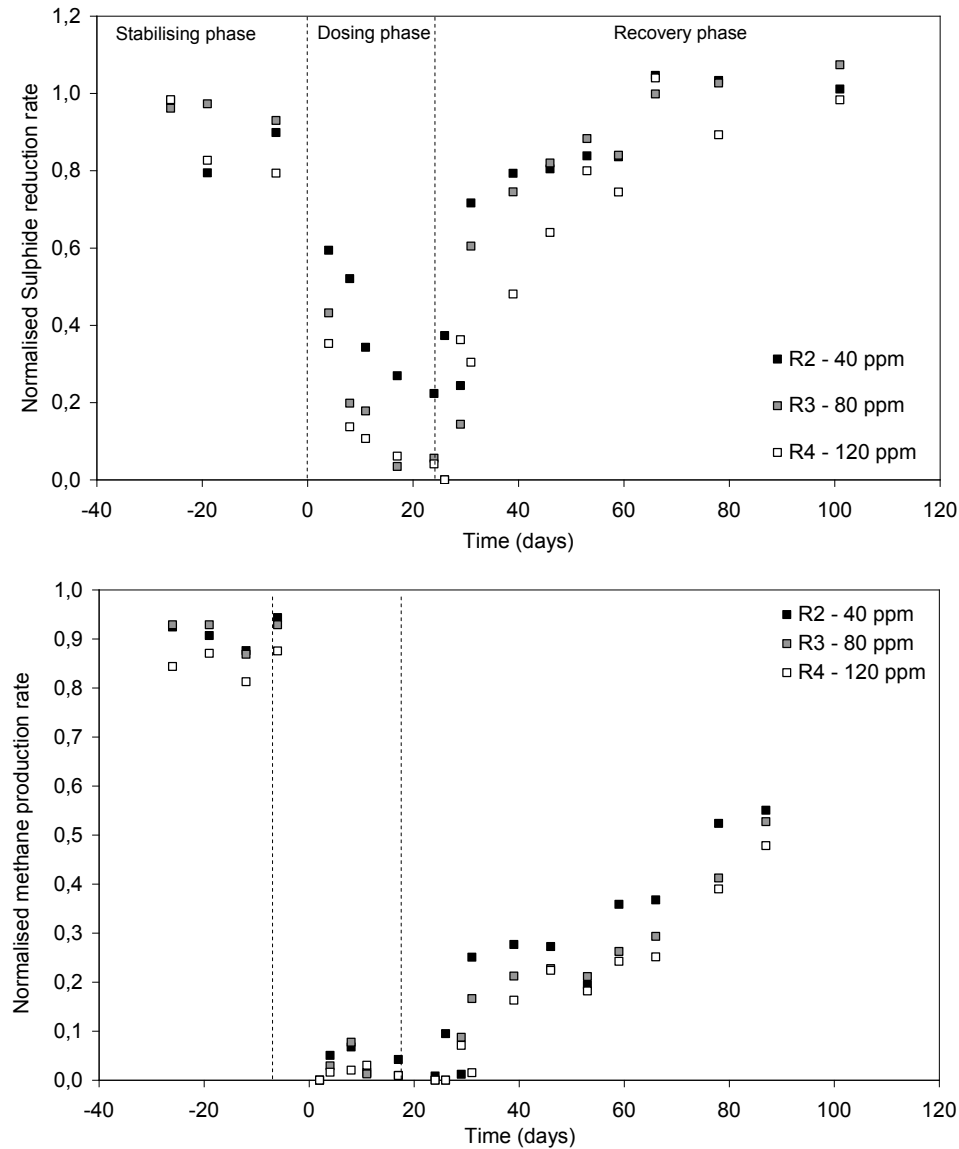 1,2
Stabilising phase
Dosing phase
Recovery phase
1,0
0,8
0,6
0,4
0,2
0,0
Normalised Sulphide reduction rate
R2 - 40 ppm
R3 - 80 ppm
R4 - 120 ppm
-40 -20 0 20 40 60 80 100 120
Time (days)
1,0
0,9
0,8
0,7
0,6
0,5
0,4
0,3
0,2
0,1
0,0
Normalised methane production rate
R2 - 40 ppm
R3 - 80 ppm
R4 - 120 ppm
-40 -20 0 20 40 60 80 100 120
Time (days)